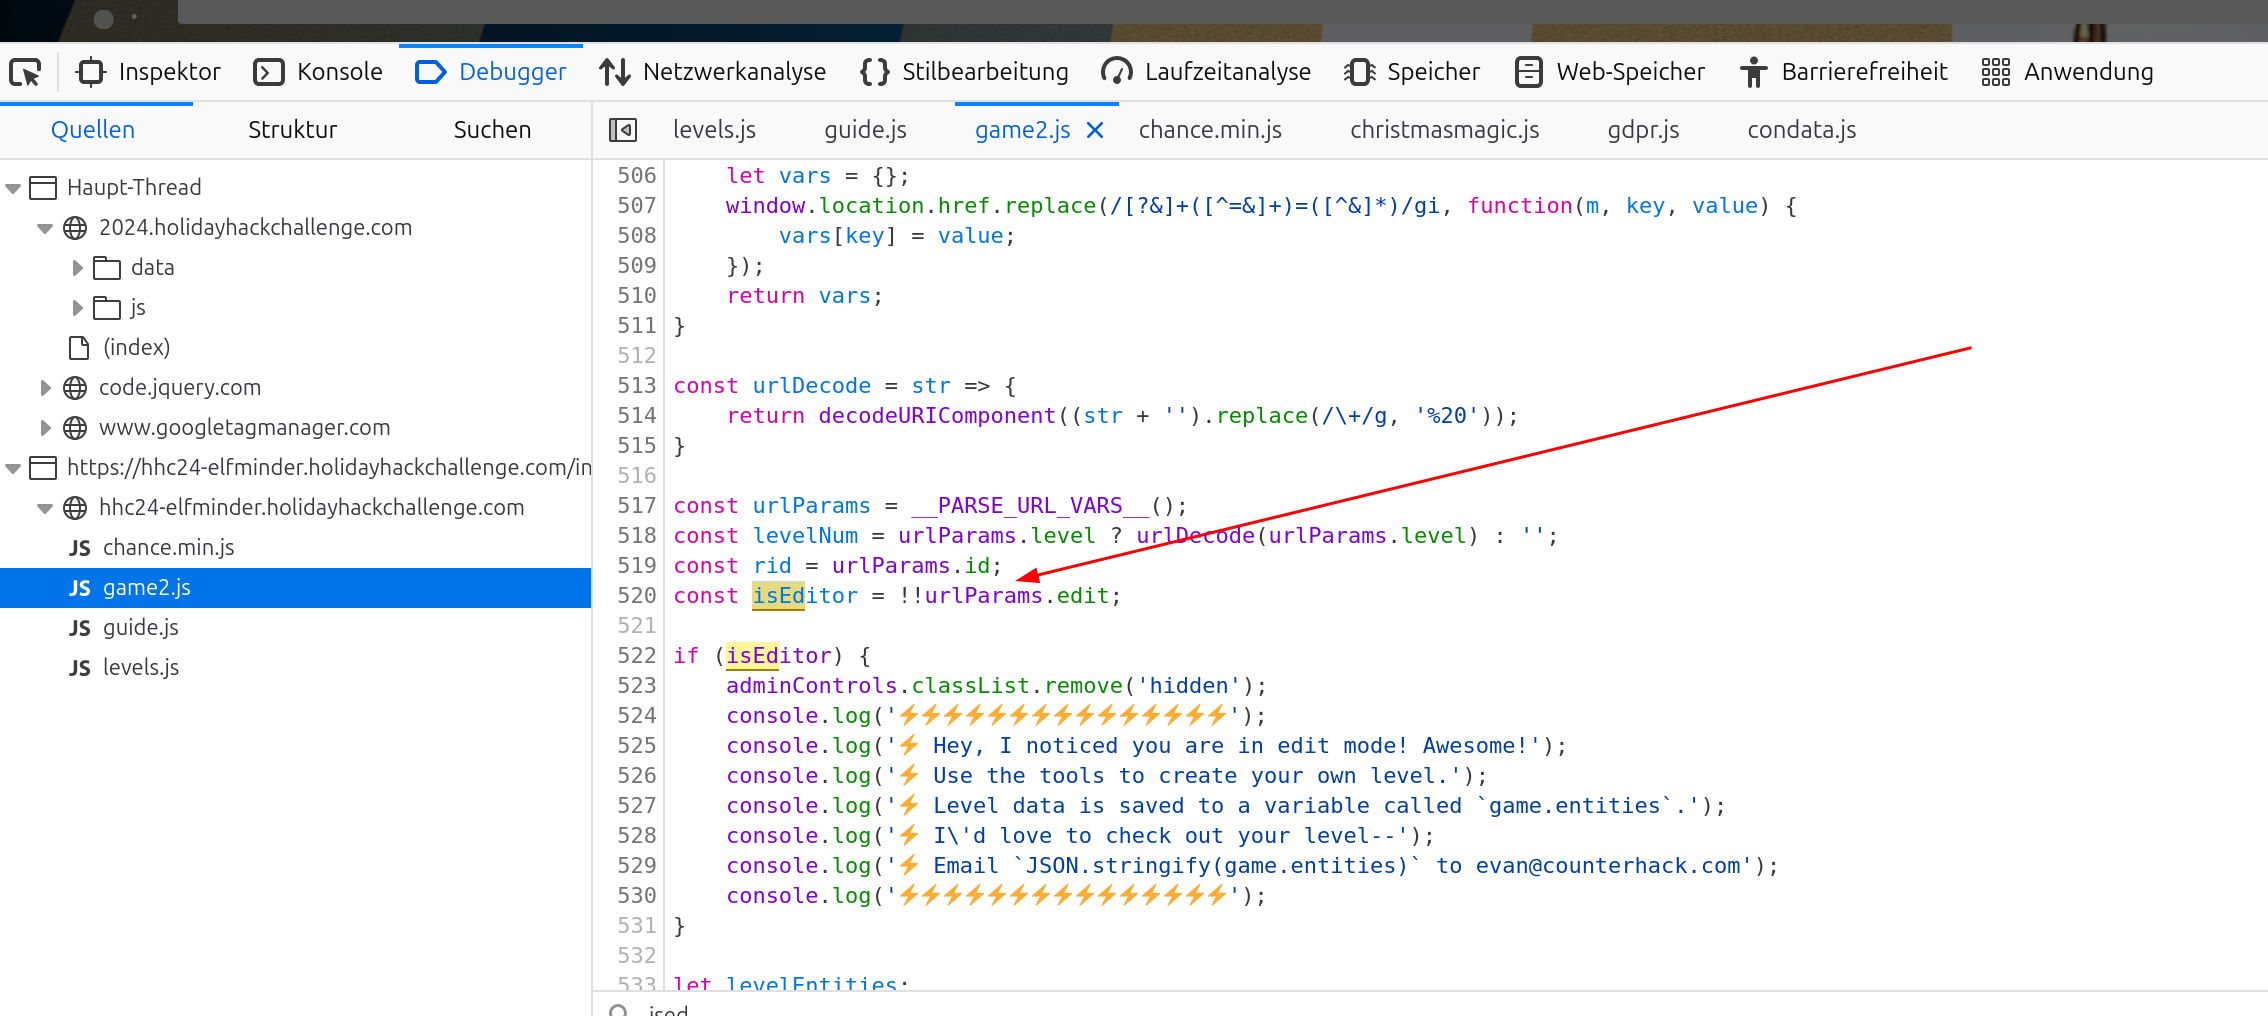 Inspektor Konsole Debugger Netzwerkanalyse Stilbearbeitung Laufzeitanalyse Speicher Web-Speicher Barrierefreiheit Anwendung
Quellen Struktur Suchen
levels.js guide.js game2.js chance.min.js christmasmagic.js gdpr.js condata.js
Haupt-Thread
2024.holidayhackchallenge.com
data
js
(index)
code.jquery.com
www.googletagmanager.com
https://hhc24-elfminder.holidayhackchallenge.com/in
hhc24-elfminder.holidayhackchallenge.com
JS chance.min.js
JS game2.js
JS guide.js
JS levels.js
506     let vars = {};
507     window.location.href.replace(/[?&]+([^=&]+)=([^&]*)/gi, function(m, key, value) {
508         vars[key] = value;
509     });
510     return vars;
511 }
512
513 const urlDecode = str => {
514     return decodeURIComponent((str + '').replace(/\+/g, '%20'));
515 }
516
517 const urlParams = __PARSE_URL_VARS__();
518 const levelNum = urlParams.level ? urlDecode(urlParams.level) : '';
519 const rid = urlParams.id;
520 const isEditor = !!urlParams.edit;
521
522 if (isEditor) {
523     adminControls.classList.remove('hidden');
524     console.log('⚡⚡⚡⚡⚡⚡⚡⚡⚡⚡⚡⚡⚡⚡⚡');
525     console.log('⚡ Hey, I noticed you are in edit mode! Awesome!');
526     console.log('⚡ Use the tools to create your own level.');
527     console.log('⚡ Level data is saved to a variable called `game.entities`.');
528     console.log('⚡ I\'d love to check out your level--');
529     console.log('⚡ Email `JSON.stringify(game.entities)` to evan@counterhack.com');
530     console.log('⚡⚡⚡⚡⚡⚡⚡⚡⚡⚡⚡⚡⚡⚡⚡');
531 }
532
533 let levelEntities;
ised